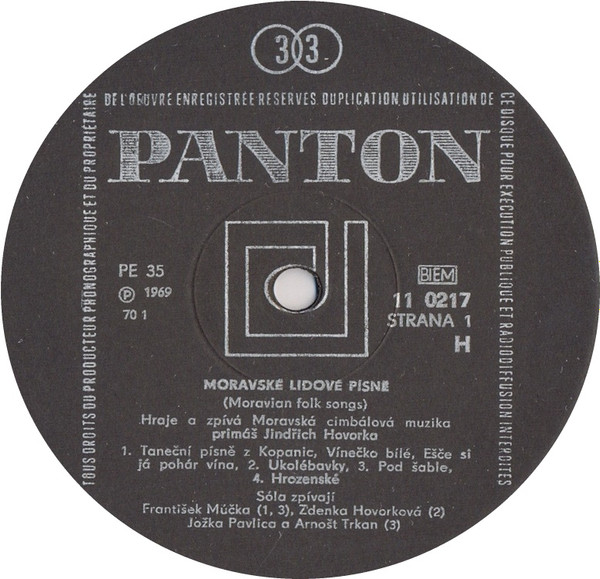 33
DE L'OEUVRE ENREGISTRÉE RESERVÉS. DUPLICATION, UTILISATION DE
TOUS DROITS DU PRODUCTEUR PHONOGRAPHIQUE ET DU PROPRIÉTAIRE
CE DISQUE POUR EXÉCUTION PUBLIQUE ET RADIODIFFUSION INTERDITES
PANTON
PE 35
Ⓟ 1969
70 1
BIEM
11 0217
STRANA 1
H
MORAVSKÉ LIDOVÉ PÍSNĚ
(Moravian folk songs)
Hraje a zpívá Moravská cimbálová muzika
primáš Jindřich Hovorka
1. Taneční písně z Kopanic, Vínečko bílé, Ešče si
já pohár vína, 2. Ukolébavky, 3. Pod šable,
4. Hrozenské
Sóla zpívají
František Múčka (1, 3), Zdenka Hovorková (2)
Jožka Pavlica a Arnošt Trkan (3)